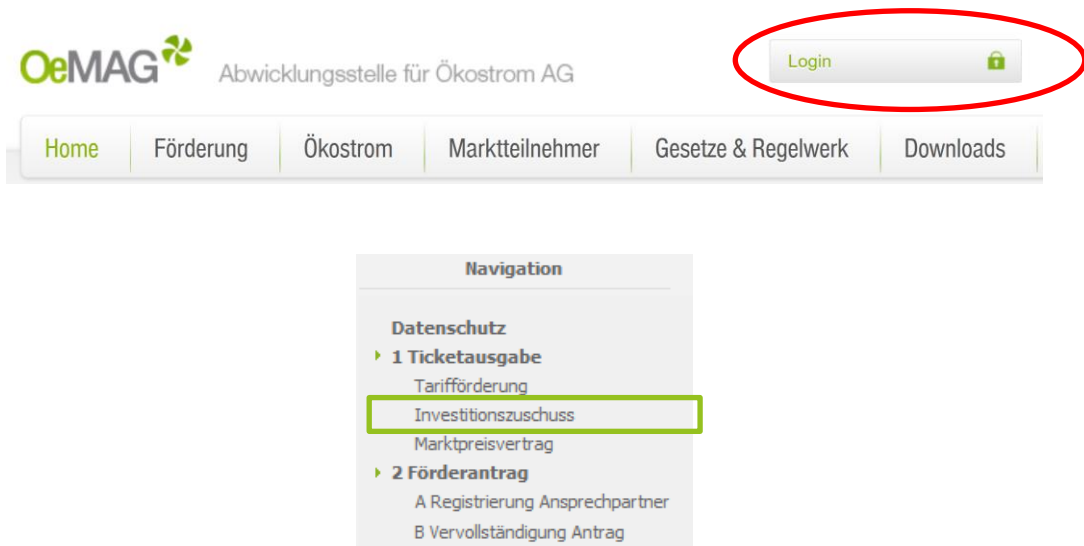 OeMAG Abwicklungsstelle für Ökostrom AG
Login
Home Förderung Ökostrom Marktteilnehmer Gesetze & Regelwerk Downloads
Navigation
Datenschutz
1 Ticketausgabe
Tarifförderung
Investitionszuschuss
Marktpreisvertrag
2 Förderantrag
A Registrierung Ansprechpartner
B Vervollständigung Antrag